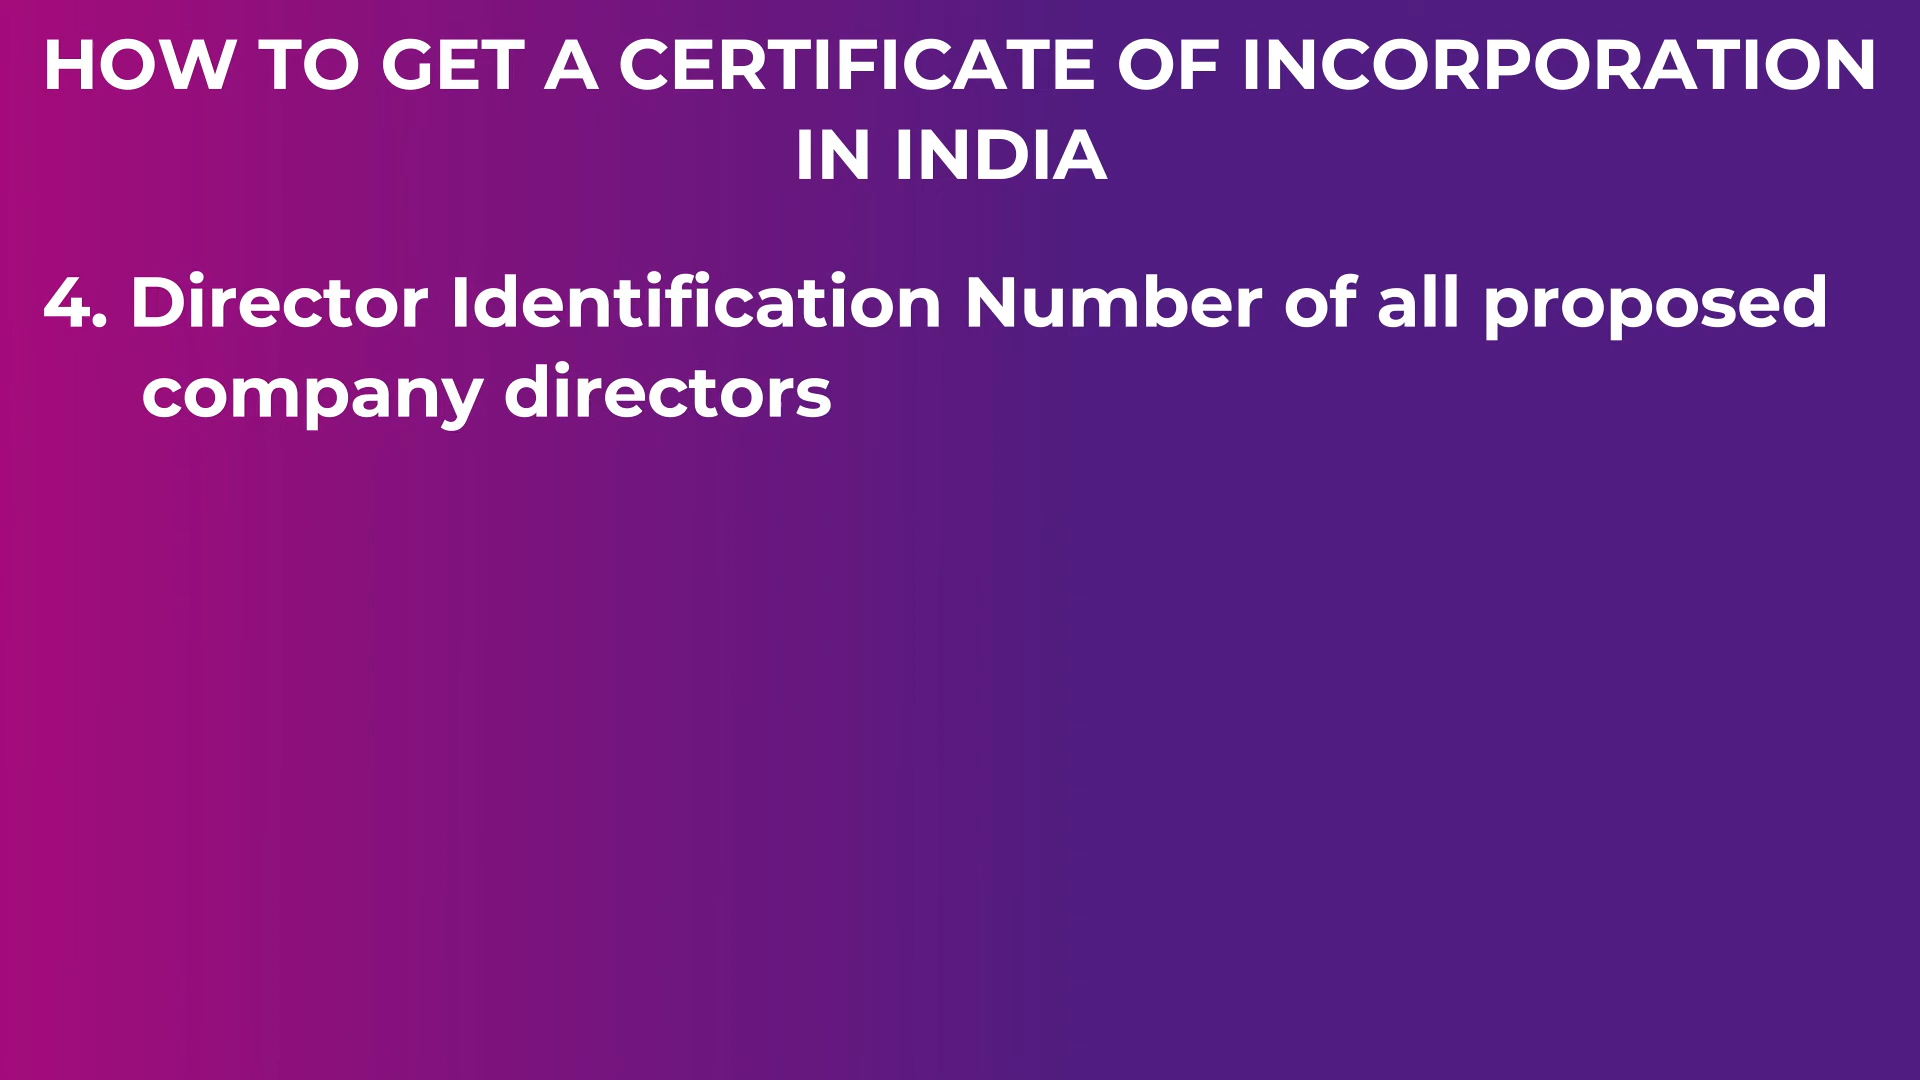 HOW TO GET A CERTIFICATE OF INCORPORATION
IN INDIA
4. Director Identification Number of all proposed
company directors